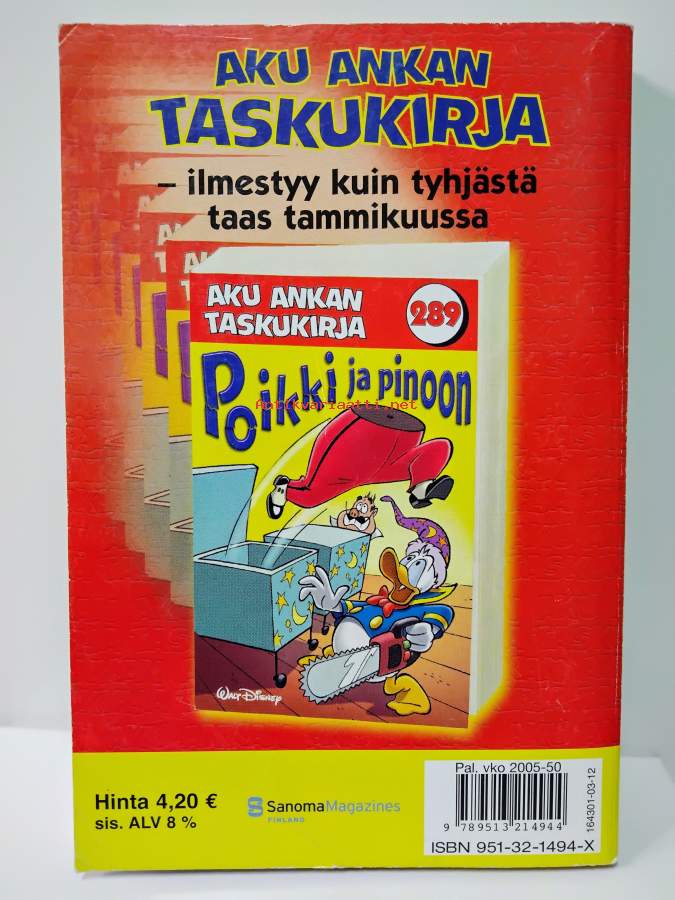 AKU ANKAN
TASKUKIRJA
– ilmestyy kuin tyhjästä
taas tammikuussa
AKU ANKAN
TASKUKIRJA
289
Poikki ja pinoon
Antikvariaatti.net
WALT DISNEY
Hinta 4,20 €
sis. ALV 8 %
SanomaMagazines
FINLAND
Pal. vko 2005-50
164301-03-12
9 789513 214944
ISBN 951-32-1494-X